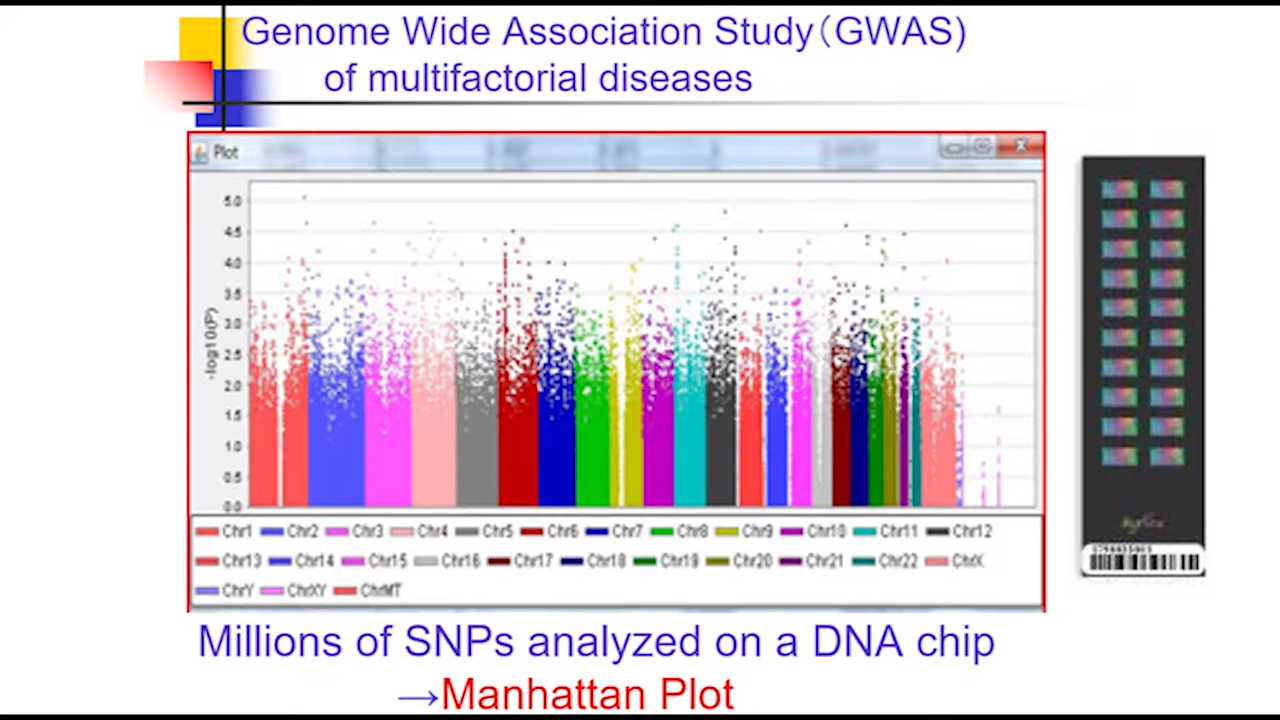 Genome Wide Association Study（GWAS)
of multifactorial diseases
Plot
5.0
4.5
4.0
3.5
3.0
2.5
2.0
1.5
1.0
0.5
0.0
-log10(P)
Chr1 Chr2 Chr3 Chr4 Chr5 Chr6 Chr7 Chr8 Chr9 Chr10 Chr11 Chr12
Chr13 Chr14 Chr15 Chr16 Chr17 Chr18 Chr19 Chr20 Chr21 Chr22 ChrX
ChrY ChrXY ChrMT
Millions of SNPs analyzed on a DNA chip
→Manhattan Plot